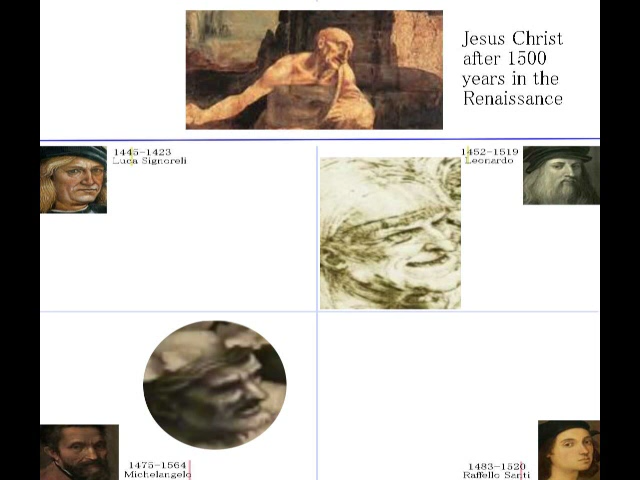 Jesus Christ
after 1500
years in the
Renaissance
1445-1423
Luca Signoreli
1452-1519
Leonardo
1475-1564
Michelangelo
1483-1520
Raffello Santi